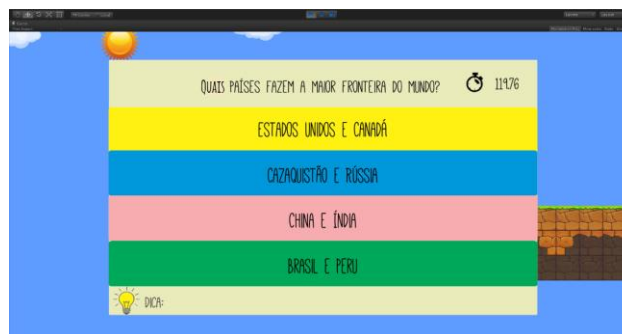 QUAIS PAÍSES FAZEM A MAIOR FRONTEIRA DO MUNDO?
119.76
ESTADOS UNIDOS E CANADÁ
CAZAQUISTÃO E RÚSSIA
CHINA E ÍNDIA
BRASIL E PERU
DICA: